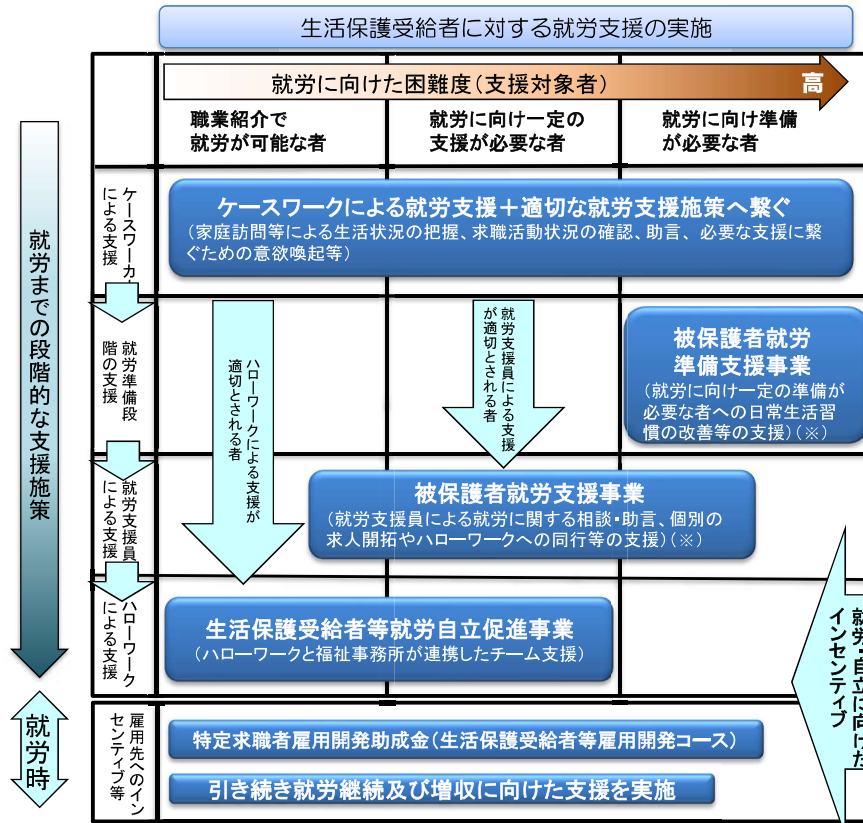 生活保護受給者に対する就労支援の実施
就労に向けた困難度（支援対象者）
高
職業紹介で
就労が可能な者
就労に向け一定の
支援が必要な者
就労に向け準備
が必要な者
就労までの段階的な支援施策
ケースワーカー
による支援
ケースワークによる就労支援＋適切な就労支援施策へ繋ぐ
（家庭訪問等による生活状況の把握、求職活動状況の確認、助言、必要な支援に繋
ぐための意欲喚起等）
就労準備段
階の支援
ハローワークによる支援が
適切とされる者
就労支援員による支援
が適切とされる者
被保護者就労
準備支援事業
（就労に向け一定の準備が
必要な者への日常生活習
慣の改善等の支援）（※）
就労支援員
による支援
被保護者就労支援事業
（就労支援員による就労に関する相談・助言、個別の
求人開拓やハローワークへの同行等の支援）（※）
ハローワーク
による支援
生活保護受給者等就労自立促進事業
（ハローワークと福祉事務所が連携したチーム支援）
就労・自立に向けた
インセンティブ
就労時
雇用先へのイン
センティブ等
特定求職者雇用開発助成金（生活保護受給者等雇用開発コース）
引き続き就労継続及び増収に向けた支援を実施